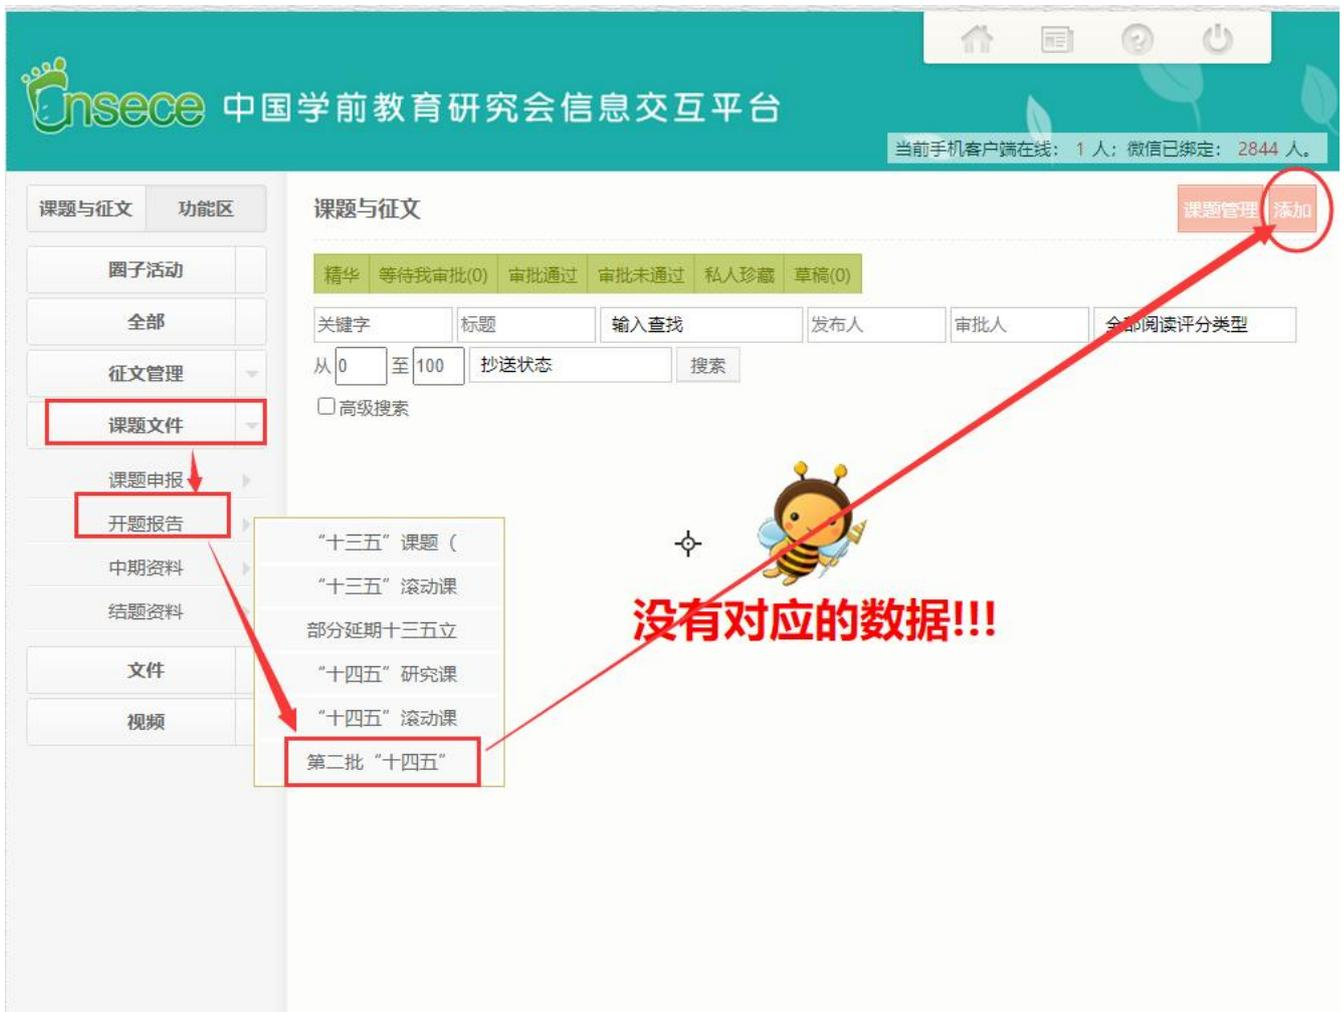 Cnsece 中国学前教育研究会信息交互平台
当前手机客户端在线： 1 人；微信已绑定： 2844 人。
课题与征文 功能区
圈子活动
全部
征文管理
课题文件
课题申报
开题报告
中期资料
结题资料
文件
视频
课题与征文
课题管理 添加
精华 等待我审批(0) 审批通过 审批未通过 私人珍藏 草稿(0)
关键字 标题 输入查找 发布人 审批人 全部阅读评分类型
从 0 至 100 抄送状态 搜索
高级搜索
“十三五”课题（
“十三五”滚动课
部分延期十三五立
“十四五”研究课
“十四五”滚动课
第二批“十四五”
没有对应的数据!!!